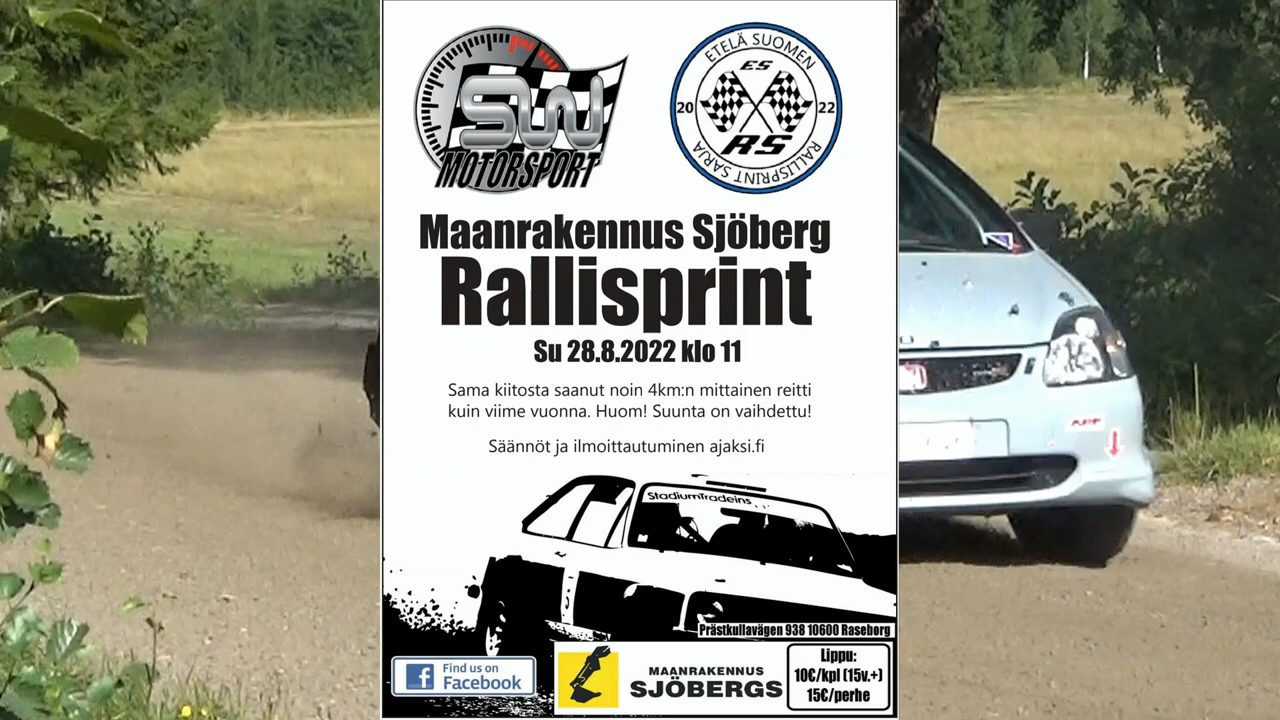 SW
MOTORSPORT
ETELÄ SUOMEN
ES
20 22
RS
RALLISPRINT SARJA
Maanrakennus Sjöberg
Rallisprint
Su 28.8.2022 klo 11
Sama kiitosta saanut noin 4km:n mittainen reitti
kuin viime vuonna. Huom! Suunta on vaihdettu!
Säännöt ja ilmoittautuminen ajaksi.fi
StadiumTradeins
Prästkullavägen 938 10600 Raseborg
Find us on
Facebook
MAANRAKENNUS
SJÖBERGS
Lippu:
10€/kpl (15v.+)
15€/perhe